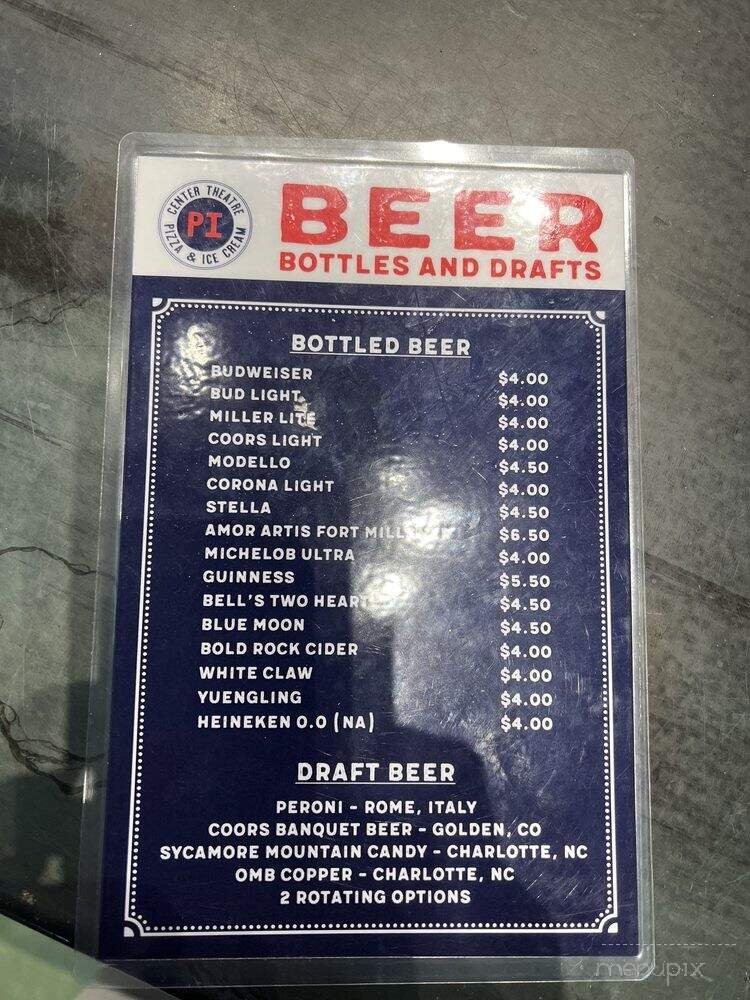 CENTER THEATRE
PI
PIZZA & ICE CREAM
BEER
BOTTLES AND DRAFTS
BOTTLED BEER
BUDWEISER $4.00
BUD LIGHT $4.00
MILLER LITE $4.00
COORS LIGHT $4.00
MODELLO $4.50
CORONA LIGHT $4.00
STELLA $4.50
AMOR ARTIS FORT MILL $6.50
MICHELOB ULTRA $4.00
GUINNESS $5.50
BELL'S TWO HEART $4.50
BLUE MOON $4.50
BOLD ROCK CIDER $4.00
WHITE CLAW $4.00
YUENGLING $4.00
HEINEKEN 0.0 (NA) $4.00
DRAFT BEER
PERONI - ROME, ITALY
COORS BANQUET BEER - GOLDEN, CO
SYCAMORE MOUNTAIN CANDY - CHARLOTTE, NC
OMB COPPER - CHARLOTTE, NC
2 ROTATING OPTIONS
menupix